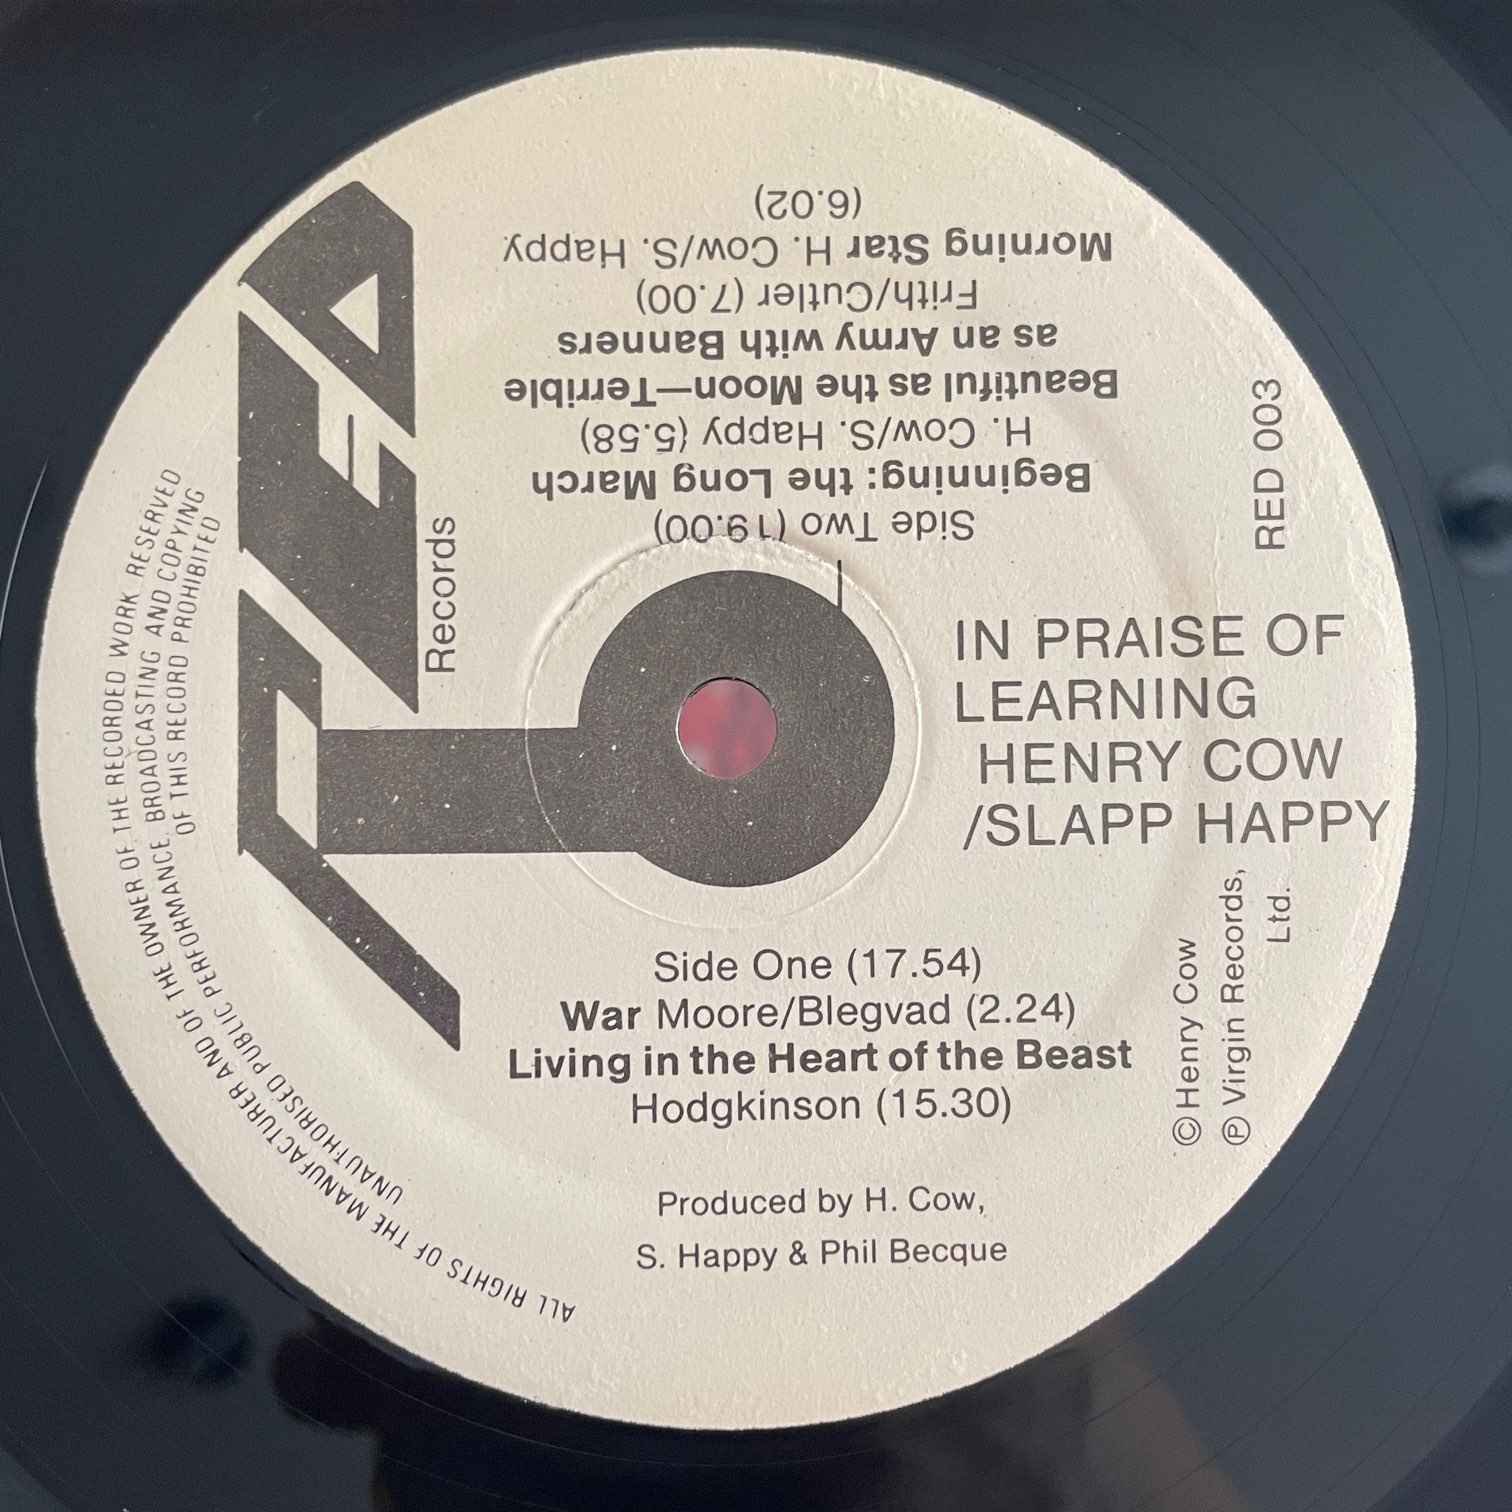 RED
Records
IN PRAISE OF
LEARNING
HENRY COW
/SLAPP HAPPY
RED 003
Side One (17.54)
War Moore/Blegvad (2.24)
Living in the Heart of the Beast
Hodgkinson (15.30)
Produced by H. Cow,
S. Happy & Phil Becque
Side Two (19.00)
Beginning: the Long March
H. Cow/S. Happy (5.58)
Beautiful as the Moon—Terrible
as an Army with Banners
Frith/Cutler (7.00)
Morning Star H. Cow/S. Happy
(6.02)
© Henry Cow
℗ Virgin Records,
Ltd.
ALL RIGHTS OF THE MANUFACTURER AND OF THE OWNER OF THE RECORDED WORK RESERVED
UNAUTHORISED PUBLIC PERFORMANCE BROADCASTING AND COPYING
OF THIS RECORD PROHIBITED